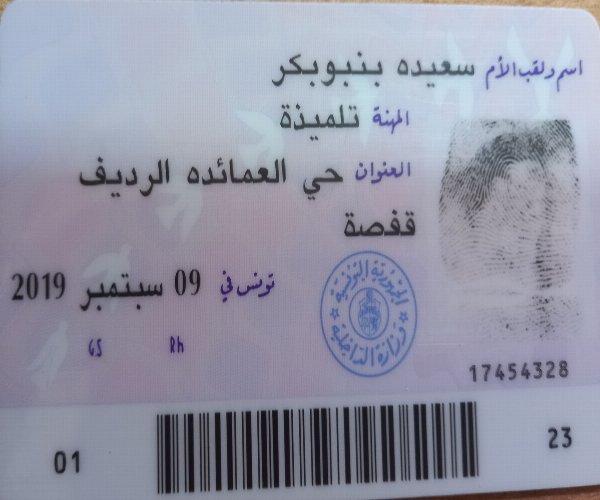 اسم ولقب الأم سعيده بنبوبكر
المهنة تلميذة
العنوان حي العمائده الرديف
قفصة
تونس في 09 سبتمبر 2019
الجمهورية التونسية
وزارة الداخلية
GS Rh
17454328
01 23